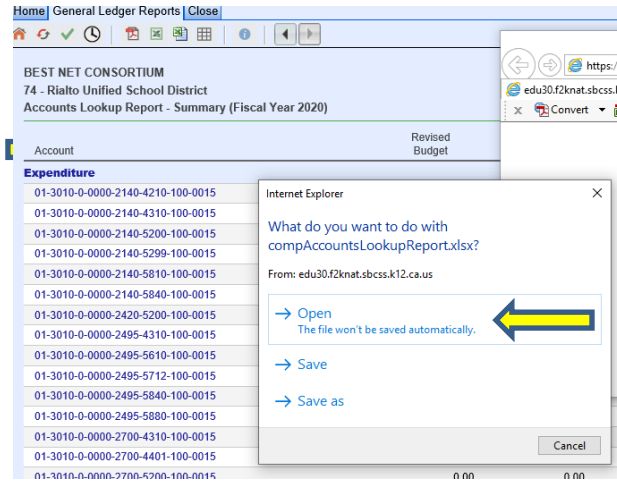 Home General Ledger Reports Close
BEST NET CONSORTIUM
74 - Rialto Unified School District
Accounts Lookup Report - Summary (Fiscal Year 2020)
https:/
edu30.f2knat.sbcss.
x Convert
Account
Revised
Budget
Expenditure
01-3010-0-0000-2140-4210-100-0015
01-3010-0-0000-2140-4310-100-0015
01-3010-0-0000-2140-5200-100-0015
01-3010-0-0000-2140-5299-100-0015
01-3010-0-0000-2140-5810-100-0015
01-3010-0-0000-2140-5840-100-0015
01-3010-0-0000-2420-5200-100-0015
01-3010-0-0000-2495-4310-100-0015
01-3010-0-0000-2495-5610-100-0015
01-3010-0-0000-2495-5712-100-0015
01-3010-0-0000-2495-5840-100-0015
01-3010-0-0000-2495-5880-100-0015
01-3010-0-0000-2700-4310-100-0015
01-3010-0-0000-2700-4401-100-0015
01-3010-0-0000-2700-5200-100-0015 0.00 0.00
Internet Explorer
What do you want to do with
compAccountsLookupReport.xlsx?
From: edu30.f2knat.sbcss.k12.ca.us
Open
The file won't be saved automatically.
Save
Save as
Cancel